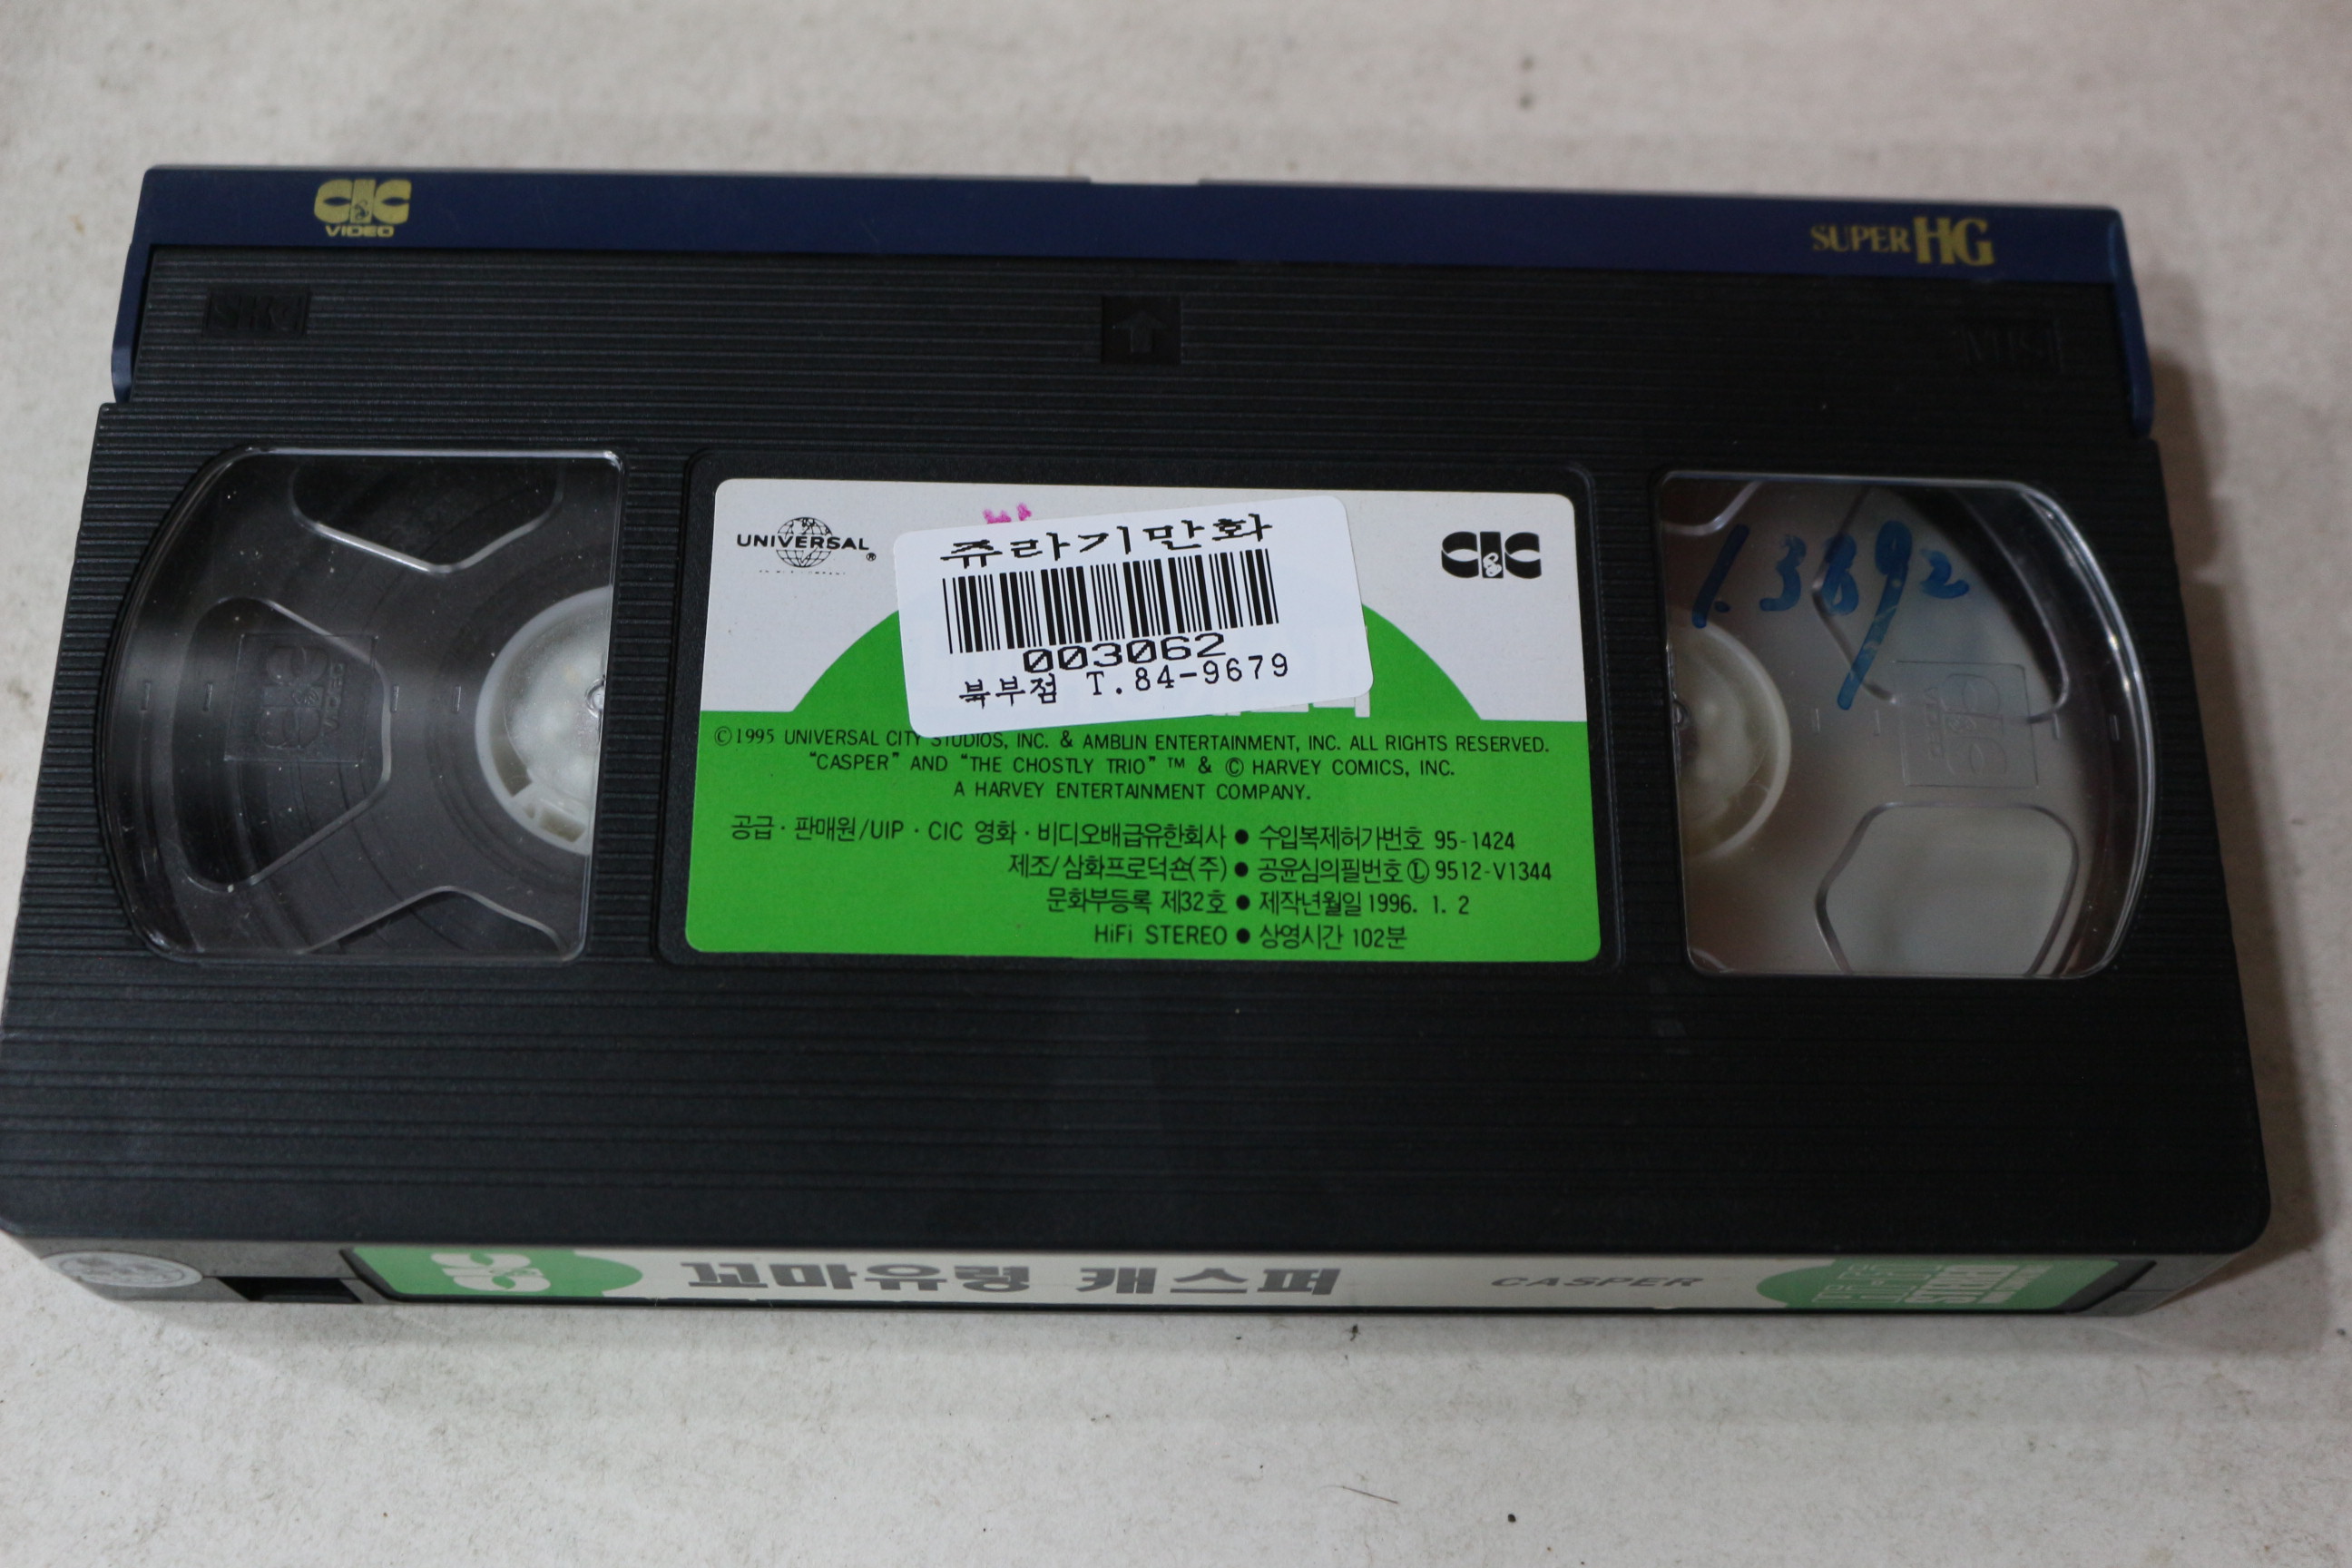 CIC
VIDEO
SUPER HG
SKC
UNIVERSAL ®
CIC
쥬라기만화
003062
북부점 T.84-9679
1.3892
©1995 UNIVERSAL CITY STUDIOS, INC. & AMBLIN ENTERTAINMENT, INC. ALL RIGHTS RESERVED.
"CASPER" AND "THE CHOSTLY TRIO" ™ & © HARVEY COMICS, INC.
A HARVEY ENTERTAINMENT COMPANY.
공급·판매원/UIP·CIC 영화·비디오배급유한회사 ● 수입복제허가번호 95-1424
제조/삼화프로덕숀(주) ● 공윤심의필번호 Ⓛ 9512-V1344
문화부등록 제32호 ● 제작년월일 1996. 1. 2
HiFi STEREO ● 상영시간 102분
꼬마유령 캐스퍼 CASPER